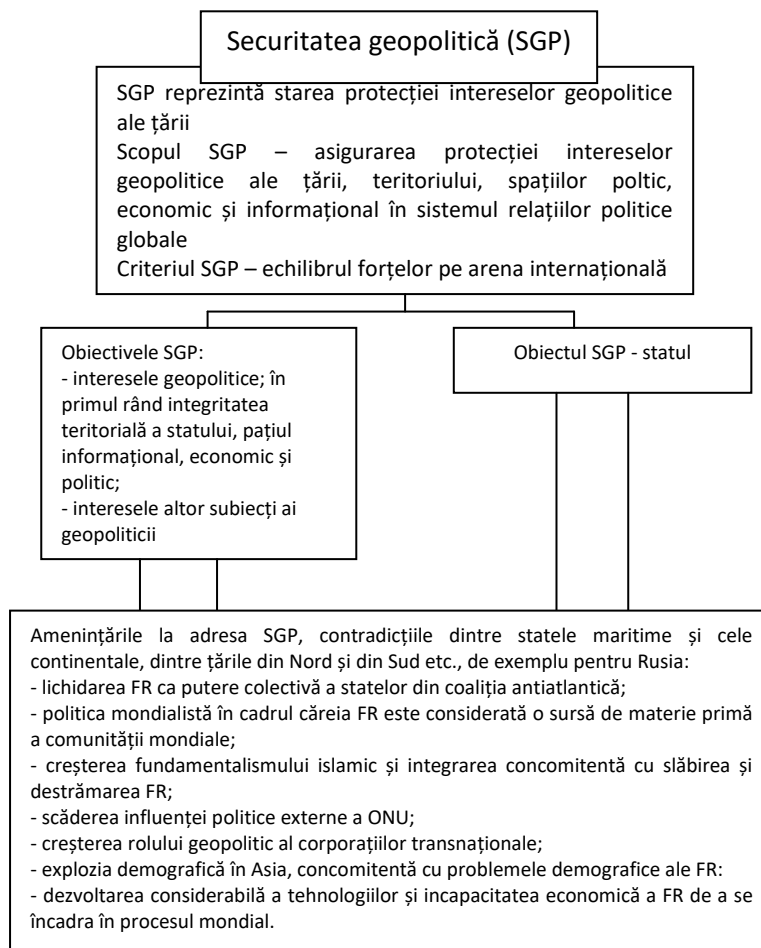 Securitatea geopolitică (SGP)
SGP reprezintă starea protecției intereselor geopolitice
ale țării
Scopul SGP – asigurarea protecției intereselor
geopolitice ale țării, teritoriului, spațiilor poltic,
economic și informațional în sistemul relațiilor politice
globale
Criteriul SGP – echilibrul forțelor pe arena internațională
Obiectivele SGP:
- interesele geopolitice; în
primul rând integritatea
teritorială a statului, pațiul
informațional, economic și
politic;
- interesele altor subiecți ai
geopoliticii
Obiectul SGP - statul
Amenințările la adresa SGP, contradicțiile dintre statele maritime și cele
continentale, dintre țările din Nord și din Sud etc., de exemplu pentru Rusia:
- lichidarea FR ca putere colectivă a statelor din coaliția antiatlantică;
- politica mondialistă în cadrul căreia FR este considerată o sursă de materie primă
a comunității mondiale;
- creșterea fundamentalismului islamic și integrarea concomitentă cu slăbirea și
destrămarea FR;
- scăderea influenței politice externe a ONU;
- creșterea rolului geopolitic al corporațiilor transnaționale;
- explozia demografică în Asia, concomitentă cu problemele demografice ale FR:
- dezvoltarea considerabilă a tehnologiilor și incapacitatea economică a FR de a se
încadra în procesul mondial.